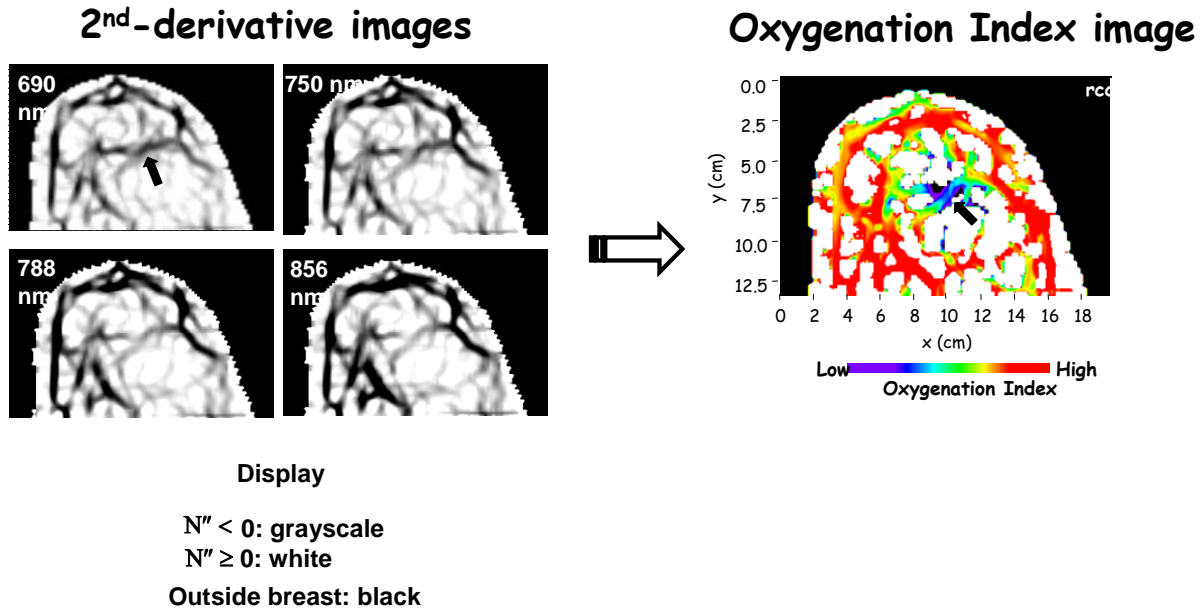 2nd-derivative images
Oxygenation Index image
690
nm
750 nm
788
nm
856
nm
0.0
2.5
5.0
7.5
10.0
12.5
y (cm)
rcc
0 2 4 6 8 10 12 14 16 18
x (cm)
Low High
Oxygenation Index
Display
N″ < 0: grayscale
N″ ≥ 0: white
Outside breast: black